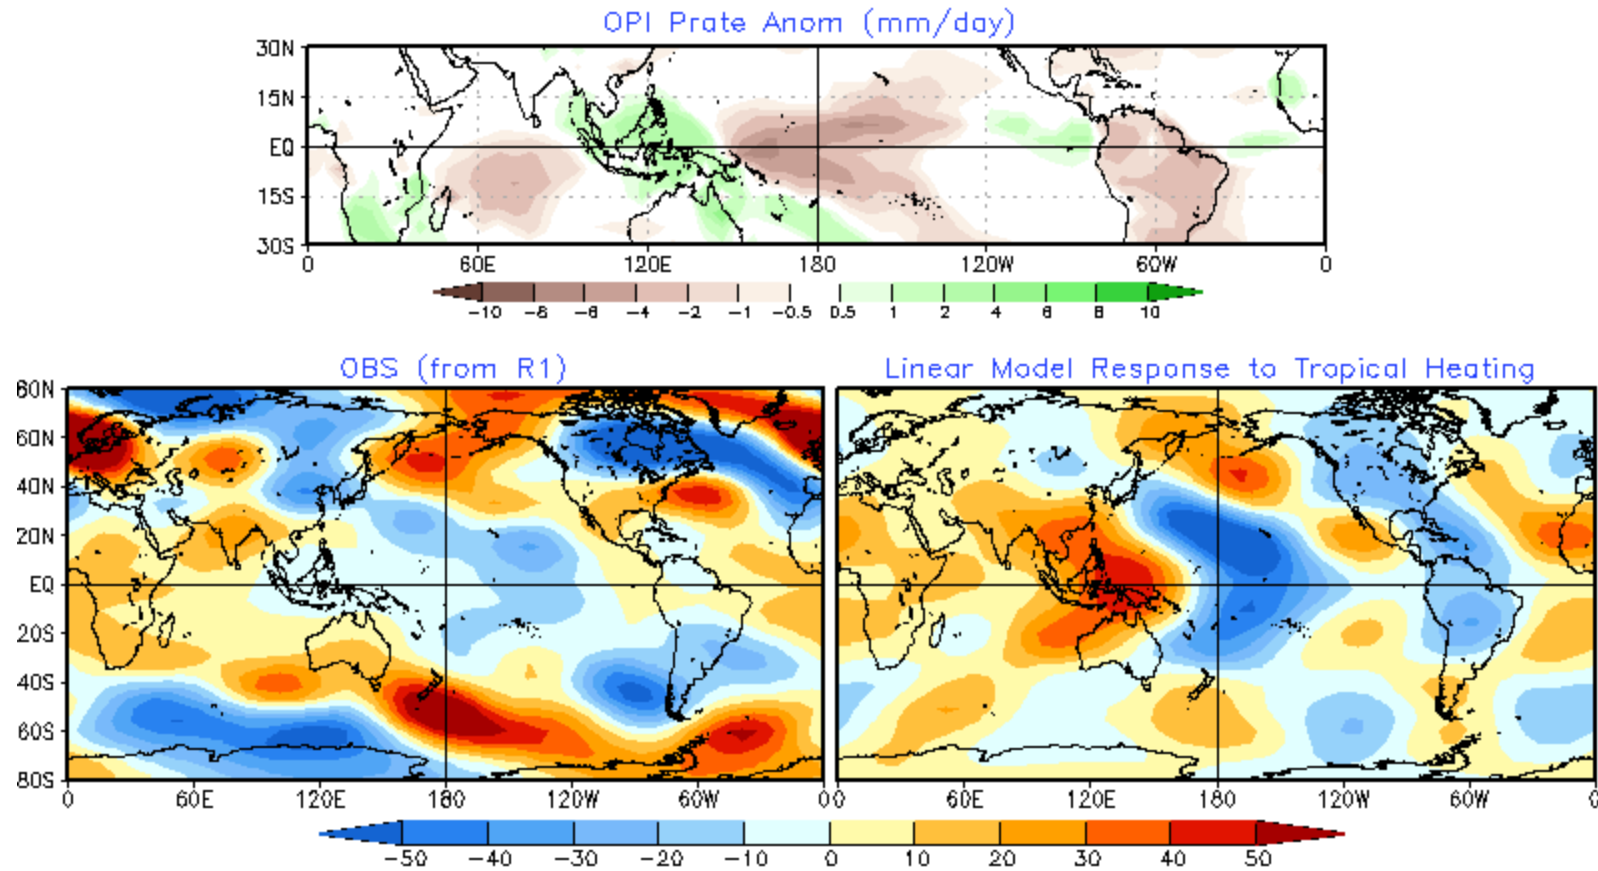 OPI Prate Anom (mm/day)
30N
15N
EQ
15S
30S
0 60E 120E 180 120W 60W 0
-10 -8 -6 -4 -2 -1 -0.5 0.5 1 2 4 6 8 10
OBS (from R1) Linear Model Response to Tropical Heating
80N
60N
40N
20N
EQ
20S
40S
60S
80S
0 60E 120E 180 120W 60W 0 0 60E 120E 180 120W 60W 0
-50 -40 -30 -20 -10 0 10 20 30 40 50